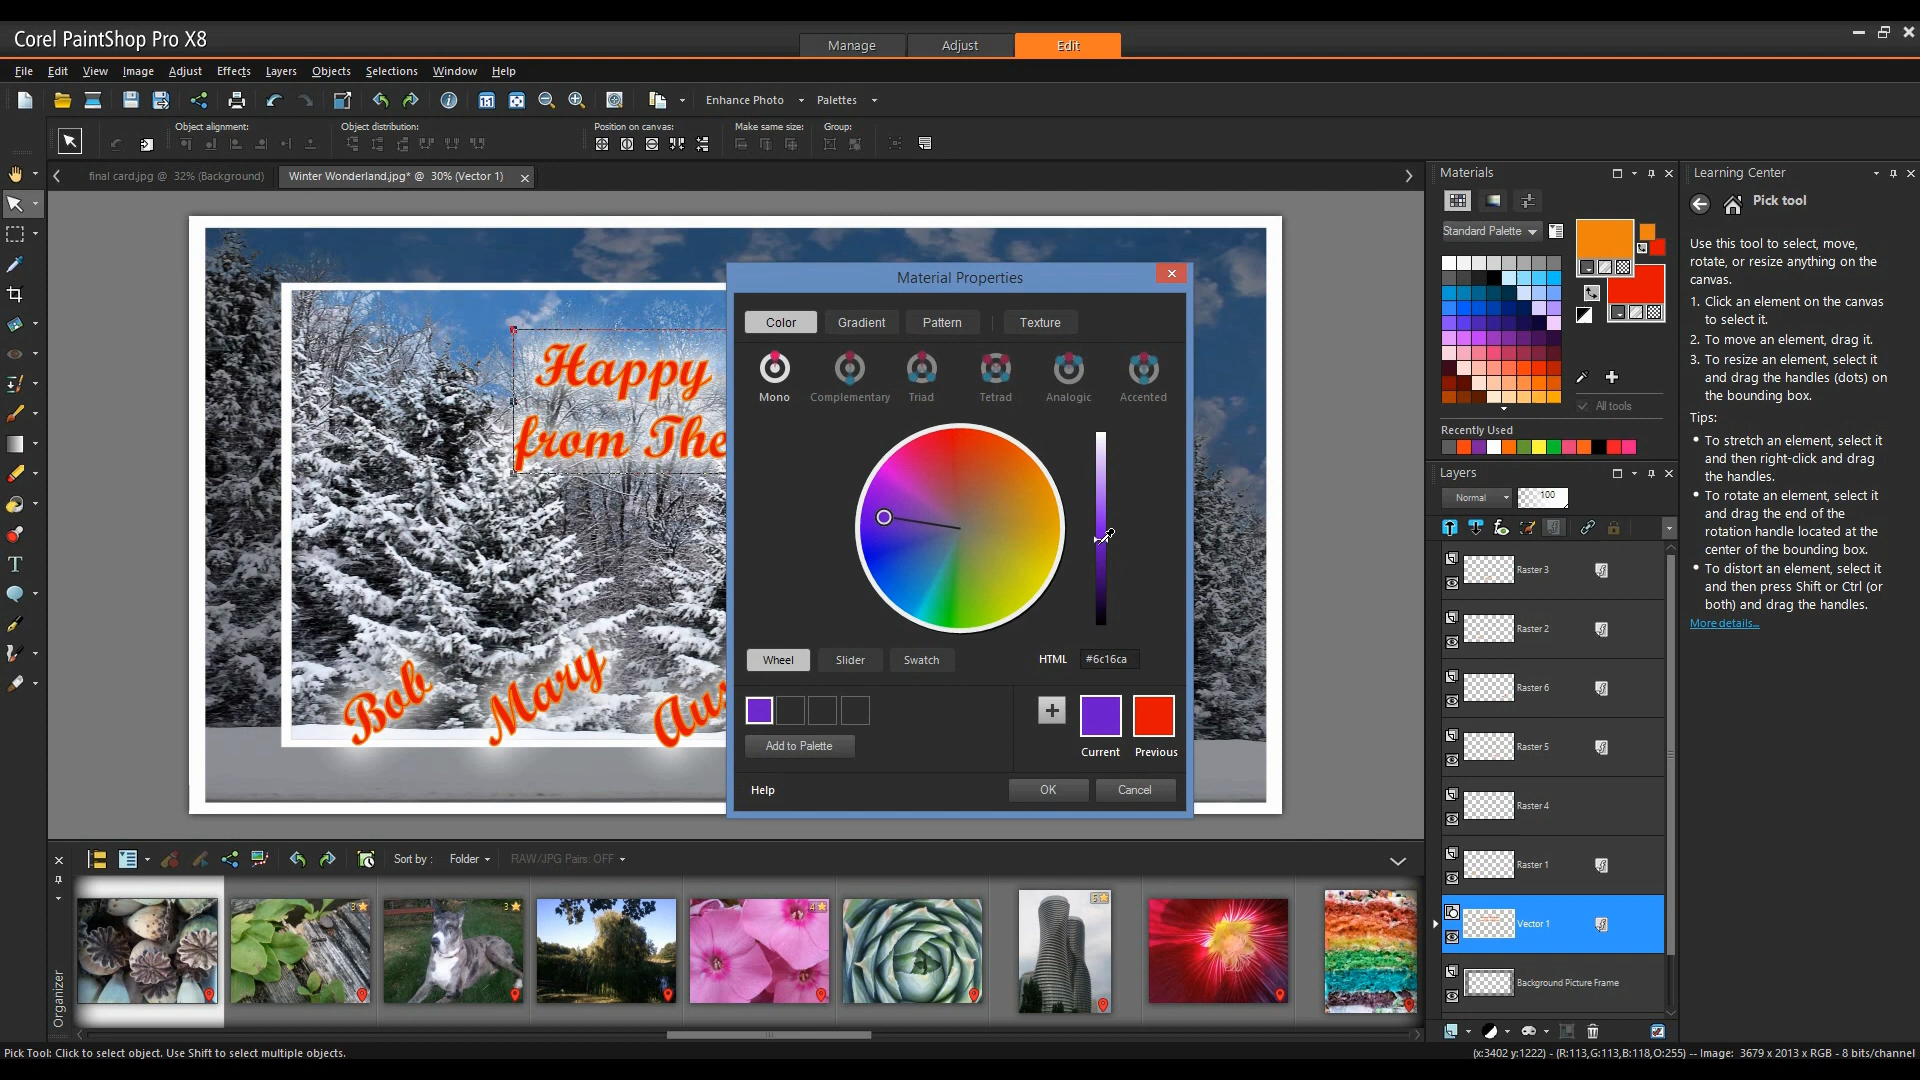 Corel PaintShop Pro X8
Manage
Adjust
Edit
File Edit View Image Adjust Effects Layers Objects Selections Window Help
Enhance Photo
Palettes
Object alignment:
Object distribution:
Position on canvas:
Make same size:
Group:
final card.jpg @ 32% (Background)
Winter Wonderland.jpg* @ 30% (Vector 1)
Happy
from The
Bob
Mary
Material Properties
Color
Gradient
Pattern
Texture
Mono
Complementary
Triad
Tetrad
Analogic
Accented
Wheel
Slider
Swatch
HTML #6c16ca
Add to Palette
Current
Previous
Help
OK
Cancel
Materials
Standard Palette
All tools
Recently Used
Layers
Normal
100
Raster 3
Raster 2
Raster 6
Raster 5
Raster 4
Raster 1
Vector 1
Background Picture Frame
Learning Center
Pick tool
Use this tool to select, move,
rotate, or resize anything on the
canvas.
1. Click an element on the canvas
to select it.
2. To move an element, drag it.
3. To resize an element, select it
and drag the handles (dots) on
the bounding box.
Tips:
• To stretch an element, select it
and then right-click and drag
the handles.
• To rotate an element, select it
and drag the end of the
rotation handle located at the
center of the bounding box.
• To distort an element, select it
and then press Shift or Ctrl (or
both) and drag the handles.
More details...
Sort by :
Folder
RAW/JPG Pairs: OFF
Organizer
3
3
4
5
Pick Tool: Click to select object. Use Shift to select multiple objects.
(x:3402 y:1222) - (R:113,G:113,B:118,O:255) -- Image: 3679 x 2013 x RGB - 8 bits/channel